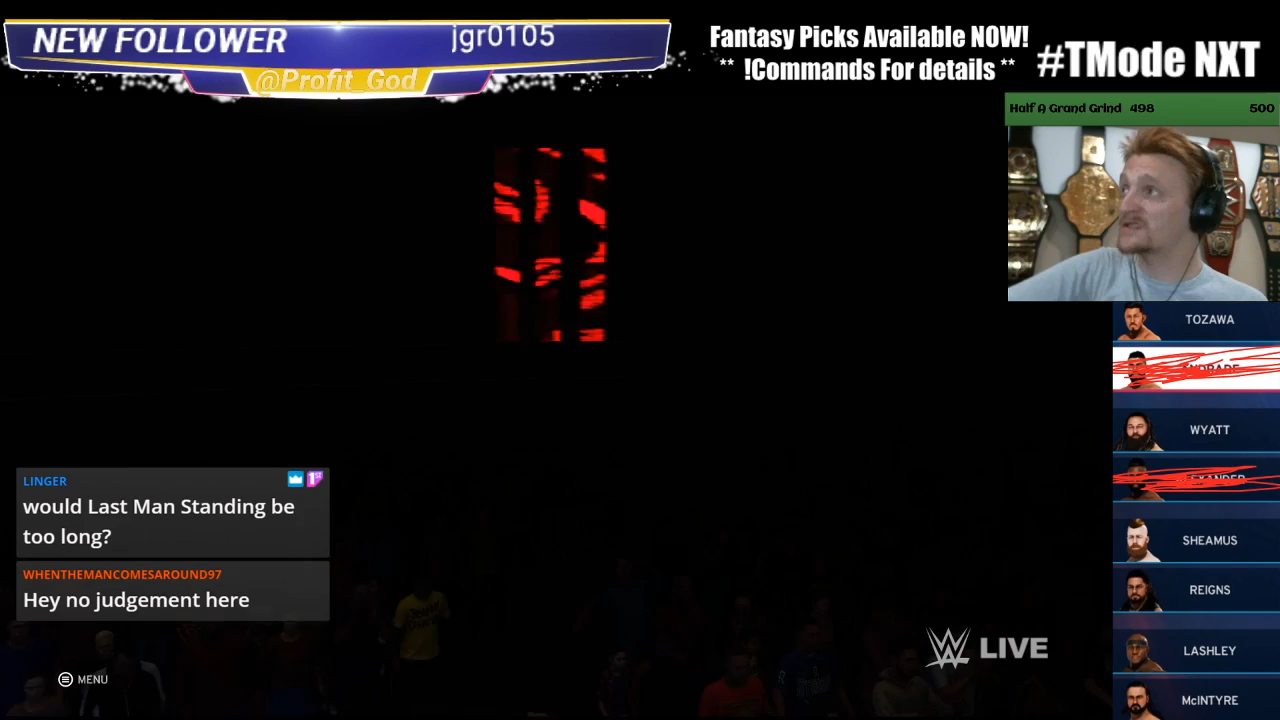 NEW FOLLOWER
jgr0105
@Profit_God
Fantasy Picks Available NOW!
** !Commands For details **
#TMode NXT
Half A Grand Grind 498 500
TOZAWA
WYATT
SHEAMUS
REIGNS
LASHLEY
McINTYRE
LINGER
would Last Man Standing be
too long?
WHENTHEMANCOMESAROUND97
Hey no judgement here
LIVE
MENU